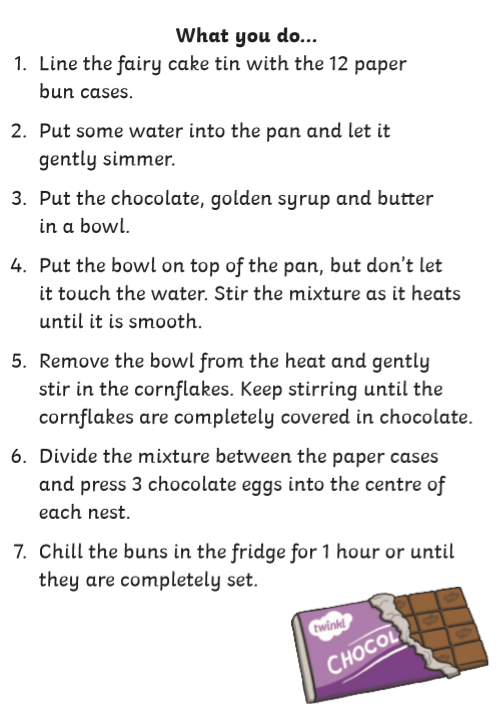 What you do...
1. Line the fairy cake tin with the 12 paper
bun cases.
2. Put some water into the pan and let it
gently simmer.
3. Put the chocolate, golden syrup and butter
in a bowl.
4. Put the bowl on top of the pan, but don't let
it touch the water. Stir the mixture as it heats
until it is smooth.
5. Remove the bowl from the heat and gently
stir in the cornflakes. Keep stirring until the
cornflakes are completely covered in chocolate.
6. Divide the mixture between the paper cases
and press 3 chocolate eggs into the centre of
each nest.
7. Chill the buns in the fridge for 1 hour or until
they are completely set.
twinkl
CHOCOL